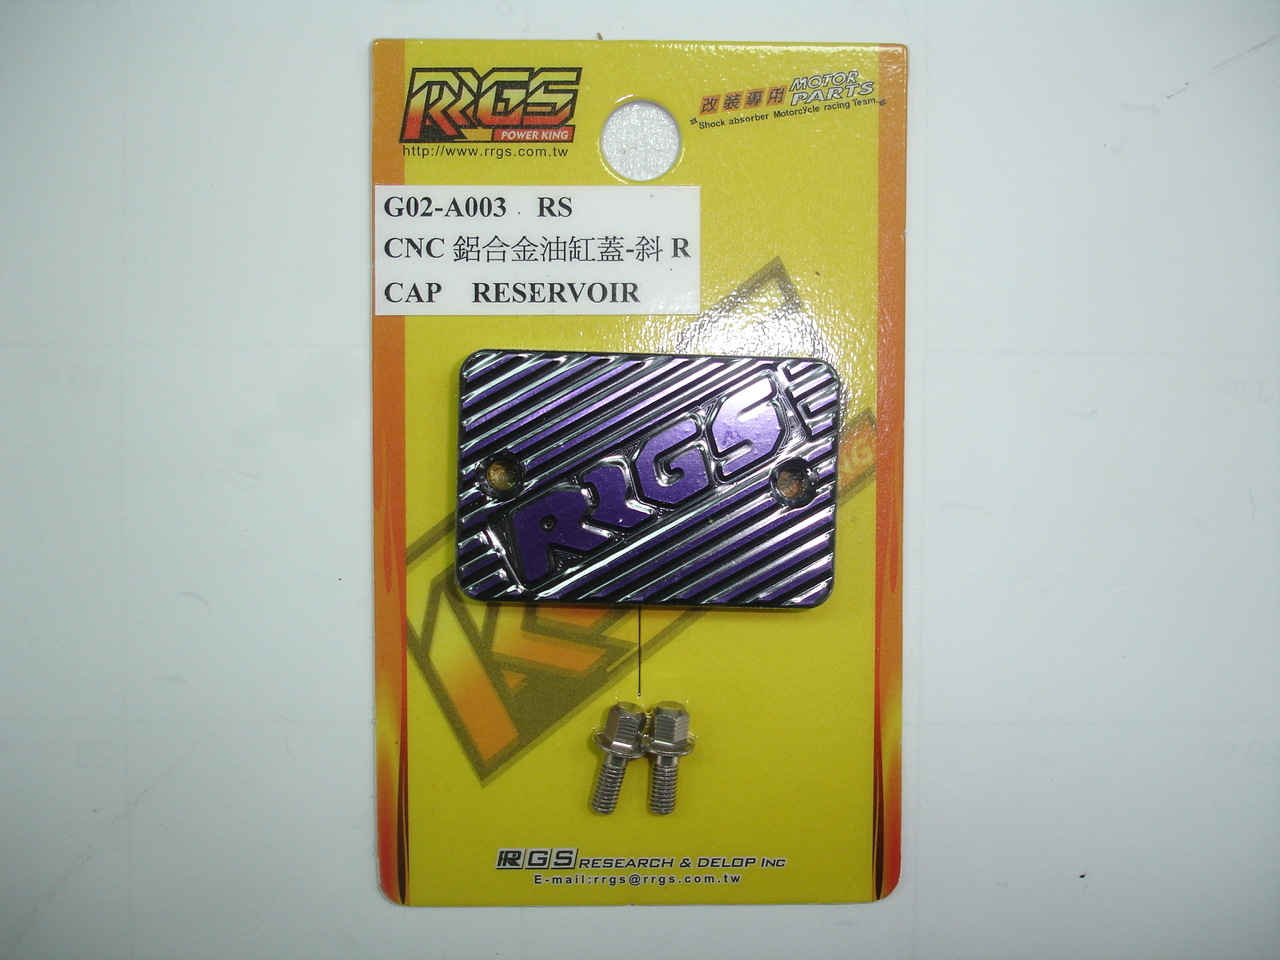 RRGS
POWER KING
http://www.rrgs.com.tw
改裝專用 MOTOR PARTS
Shock absorber Motorcycle racing Team
G02-A003 RS
CNC 鋁合金油缸蓋-斜 R
CAP RESERVOIR
RRGS
RRGS RESEARCH & DELOP INC
E-mail:rrgs@rrgs.com.tw